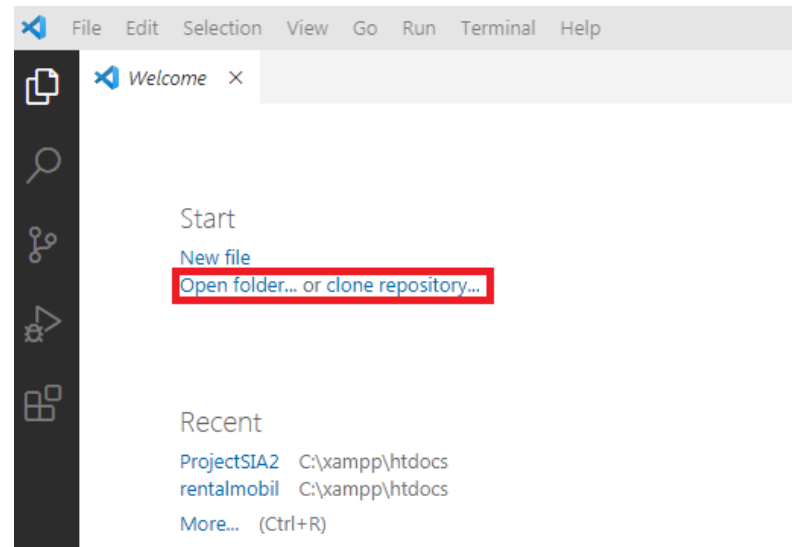 File Edit Selection View Go Run Terminal Help
Welcome
Start
New file
Open folder... or clone repository...
Recent
ProjectSIA2 C:\xampp\htdocs
rentalmobil C:\xampp\htdocs
More... (Ctrl+R)